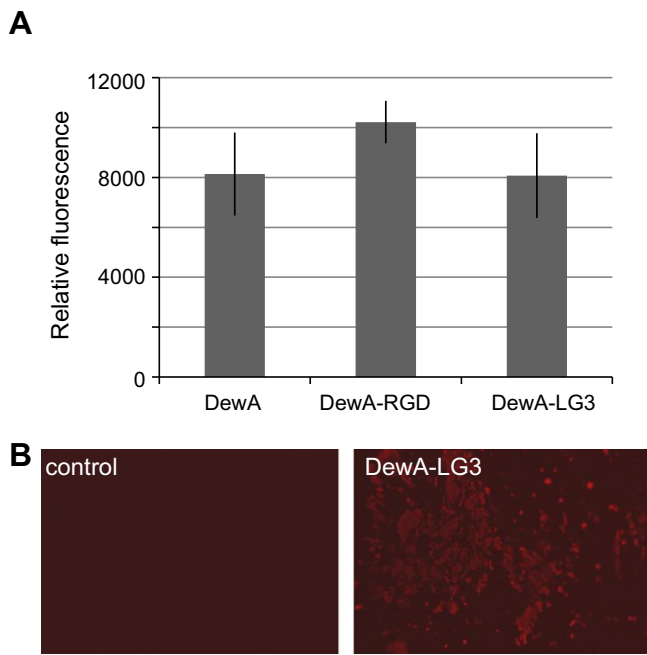 A
Relative fluorescence
12000
8000
4000
0
DewA
DewA-RGD
DewA-LG3
B
control
DewA-LG3